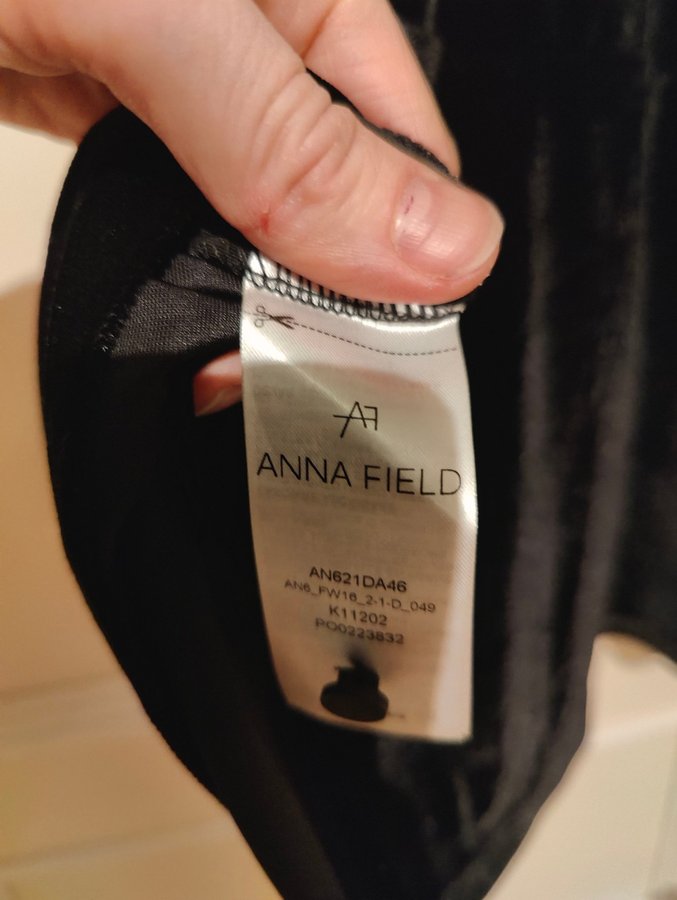 AF
ANNA FIELD
AN621DA46
AN6_FW16_2-1-D_049
K11202
PO0223832